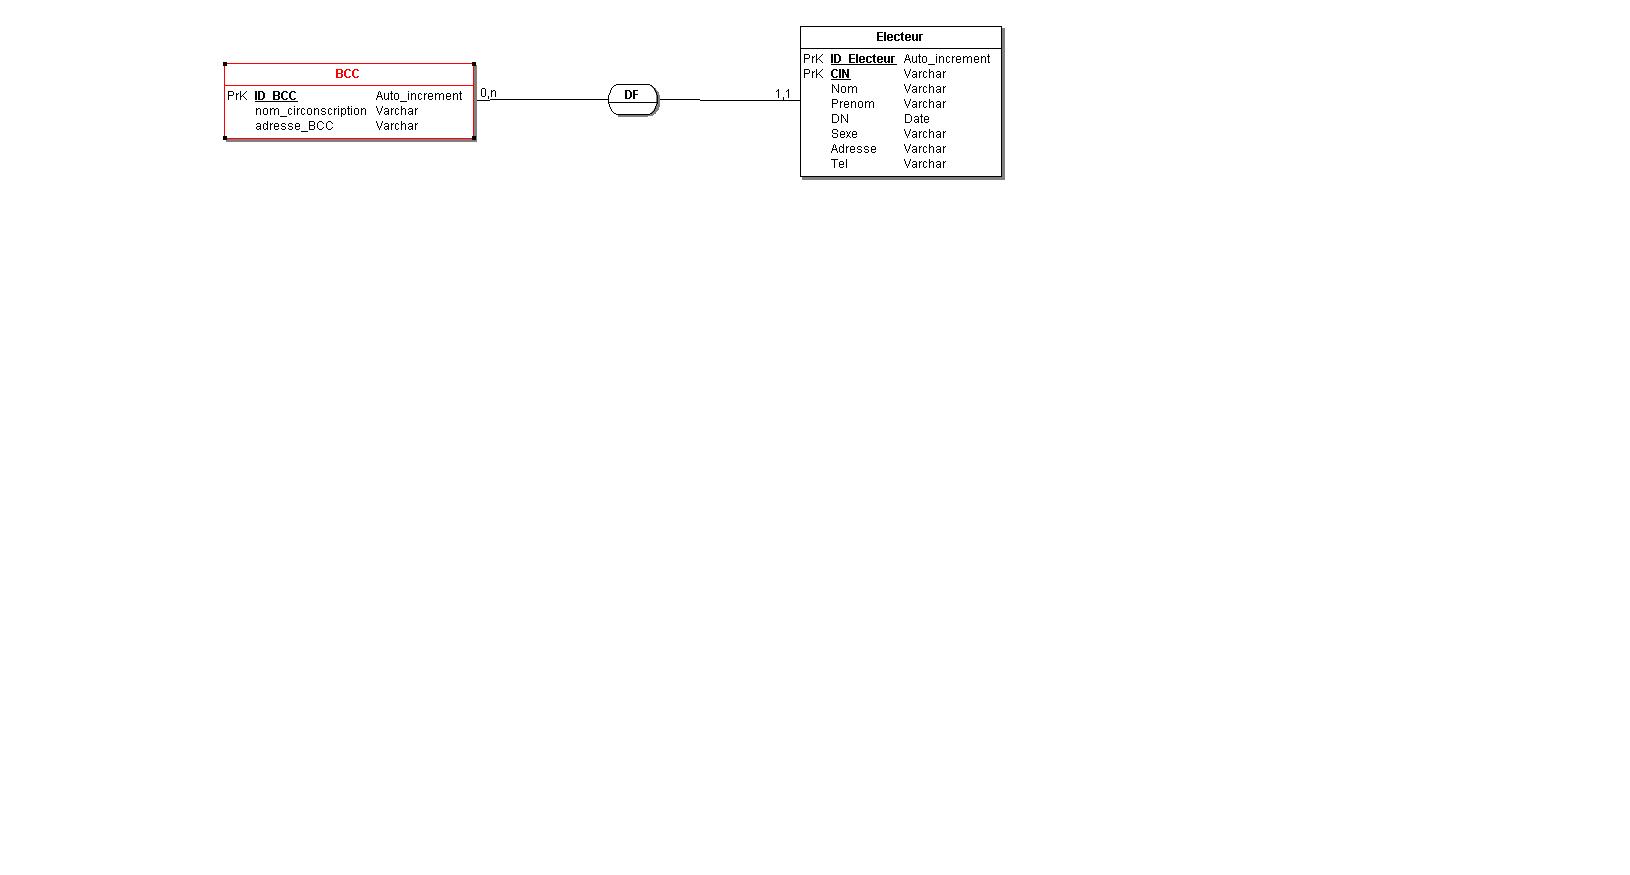 BCC
PrK ID_BCC Auto_increment
nom_circonscription Varchar
adresse_BCC Varchar
0,n
DF
1,1
Electeur
PrK ID_Electeur Auto_increment
PrK CIN Varchar
Nom Varchar
Prenom Varchar
DN Date
Sexe Varchar
Adresse Varchar
Tel Varchar